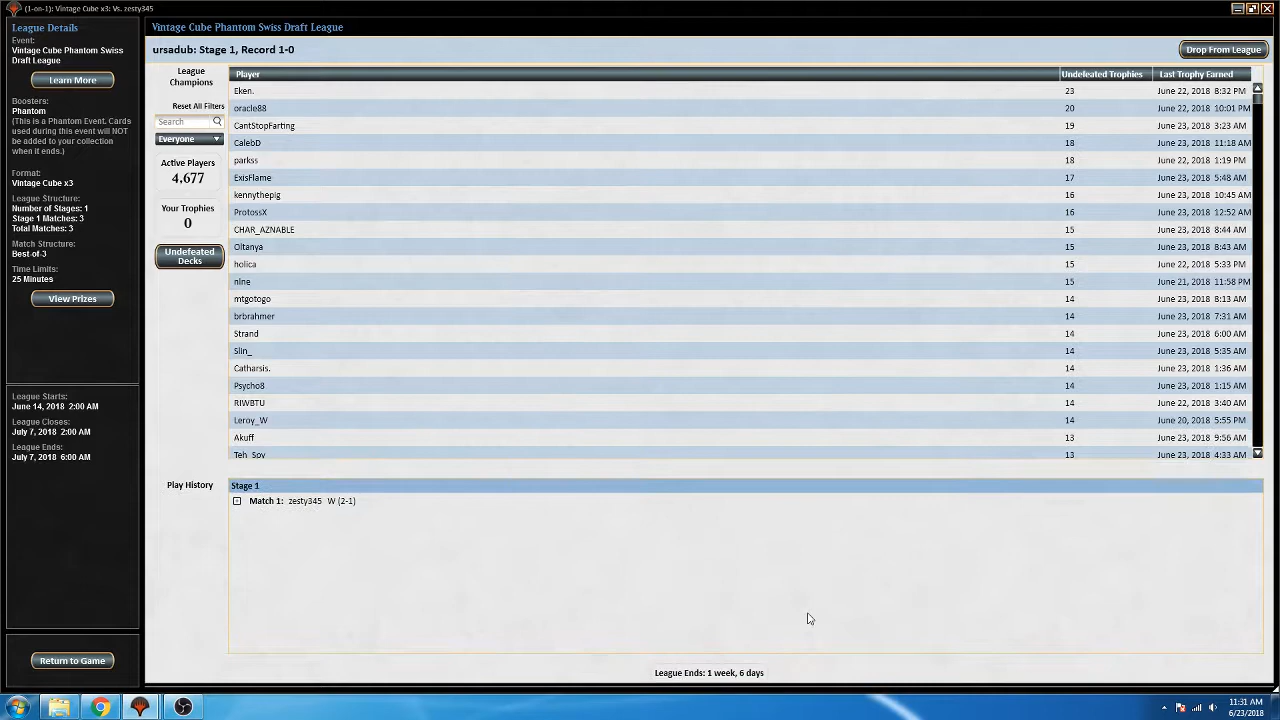 (1-on-1): Vintage Cube x3: Vs. zesty345
League Details
Event:
Vintage Cube Phantom Swiss
Draft League
Learn More
Boosters:
Phantom
(This is a Phantom Event. Cards
used during this event will NOT
be added to your collection
when it ends.)
Format:
Vintage Cube x3
League Structure:
Number of Stages: 1
Stage 1 Matches: 3
Total Matches: 3
Match Structure:
Best of 3
Time Limits:
25 Minutes
View Prizes
League Starts:
June 14, 2018 2:00 AM
League Closes:
July 7, 2018 2:00 AM
League Ends:
July 7, 2018 6:00 AM
Return to Game
Vintage Cube Phantom Swiss Draft League
ursadub: Stage 1, Record 1-0
Drop From League
League
Champions
Reset All Filters
Search
Everyone
Active Players
4,677
Your Trophies
0
Undefeated
Decks
Player Undefeated Trophies Last Trophy Earned
Eken. 23 June 22, 2018 8:32 PM
oracle88 20 June 22, 2018 10:01 PM
CantStopFarting 19 June 23, 2018 3:23 AM
CalebD 18 June 23, 2018 11:18 AM
parkss 18 June 22, 2018 1:19 PM
ExisFlame 17 June 23, 2018 5:48 AM
kennythepig 16 June 23, 2018 10:45 AM
ProtossX 16 June 23, 2018 12:52 AM
CHAR_AZNABLE 15 June 23, 2018 8:44 AM
Oltanya 15 June 23, 2018 8:43 AM
holica 15 June 22, 2018 5:33 PM
nlne 15 June 21, 2018 11:58 PM
mtgotogo 14 June 23, 2018 8:13 AM
brbrahmer 14 June 23, 2018 7:31 AM
Strand 14 June 23, 2018 6:00 AM
Slin_ 14 June 23, 2018 5:35 AM
Catharsis. 14 June 23, 2018 1:36 AM
Psycho8 14 June 23, 2018 1:15 AM
RIWBTU 14 June 22, 2018 3:40 AM
Leroy_W 14 June 20, 2018 5:55 PM
Akuff 13 June 23, 2018 9:56 AM
Teh_Spy 13 June 23, 2018 4:33 AM
Play History
Stage 1
Match 1: zesty345 W (2-1)
League Ends: 1 week, 6 days
11:31 AM
6/23/2018